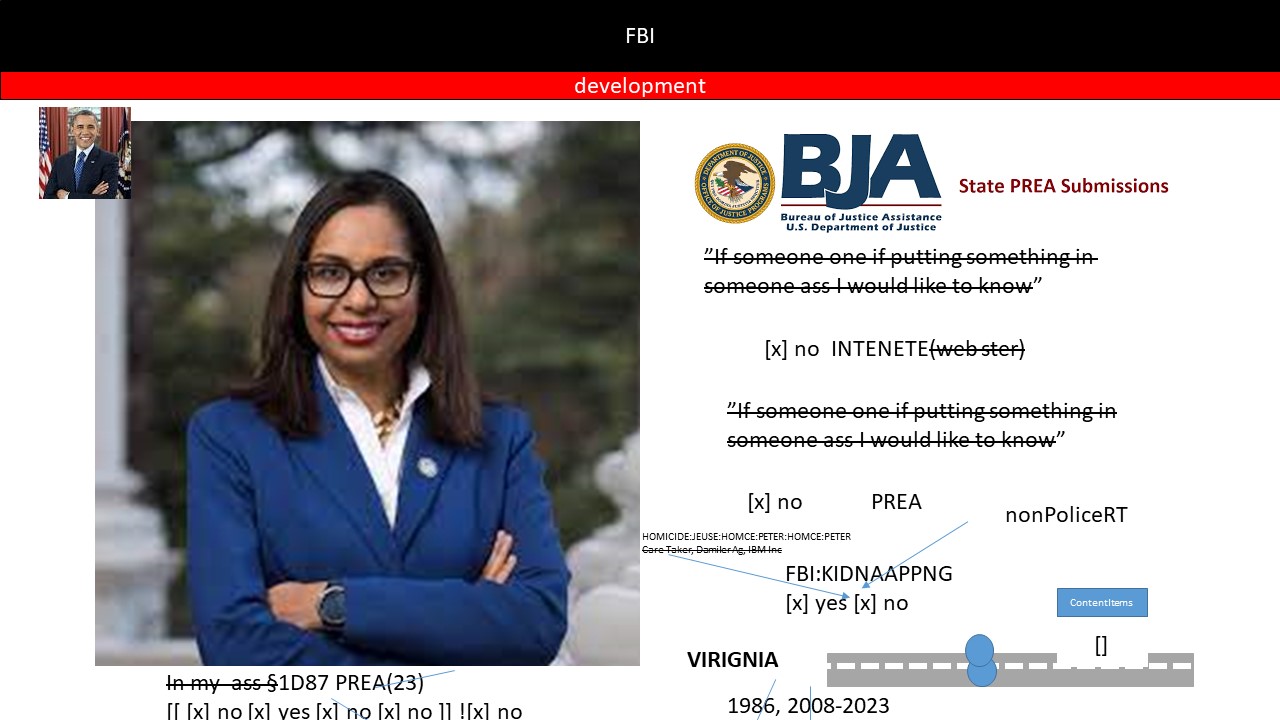 FBI
development
BJA
Bureau of Justice Assistance
U.S. Department of Justice
State PREA Submissions
”If someone one if putting something in
someone ass I would like to know”
[x] no INTENETE(web ster)
”If someone one if putting something in
someone ass I would like to know”
[x] no PREA
nonPoliceRT
HOMICIDE:JEUSE:HOMCE:PETER:HOMCE:PETER
Care Taker, Damiler Ag, IBM Inc
FBI:KIDNAAPPNG
[x] yes [x] no
ContentItems
[]
VIRIGNIA
1986, 2008-2023
In my ass §1D87 PREA(23)
[[ [x] no [x] yes [x] no [x] no ]] ![x] no